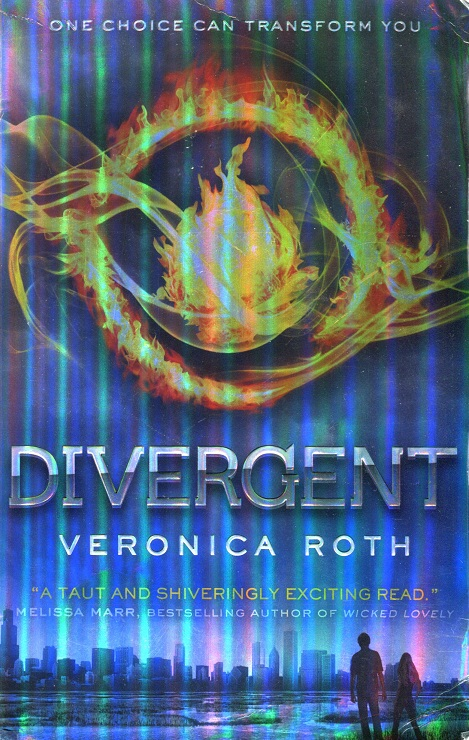 ONE CHOICE CAN TRANSFORM YOU
DIVERGENT
VERONICA ROTH
“A TAUT AND SHIVERINGLY EXCITING READ.”
MELISSA MARR, BESTSELLING AUTHOR OF WICKED LOVELY